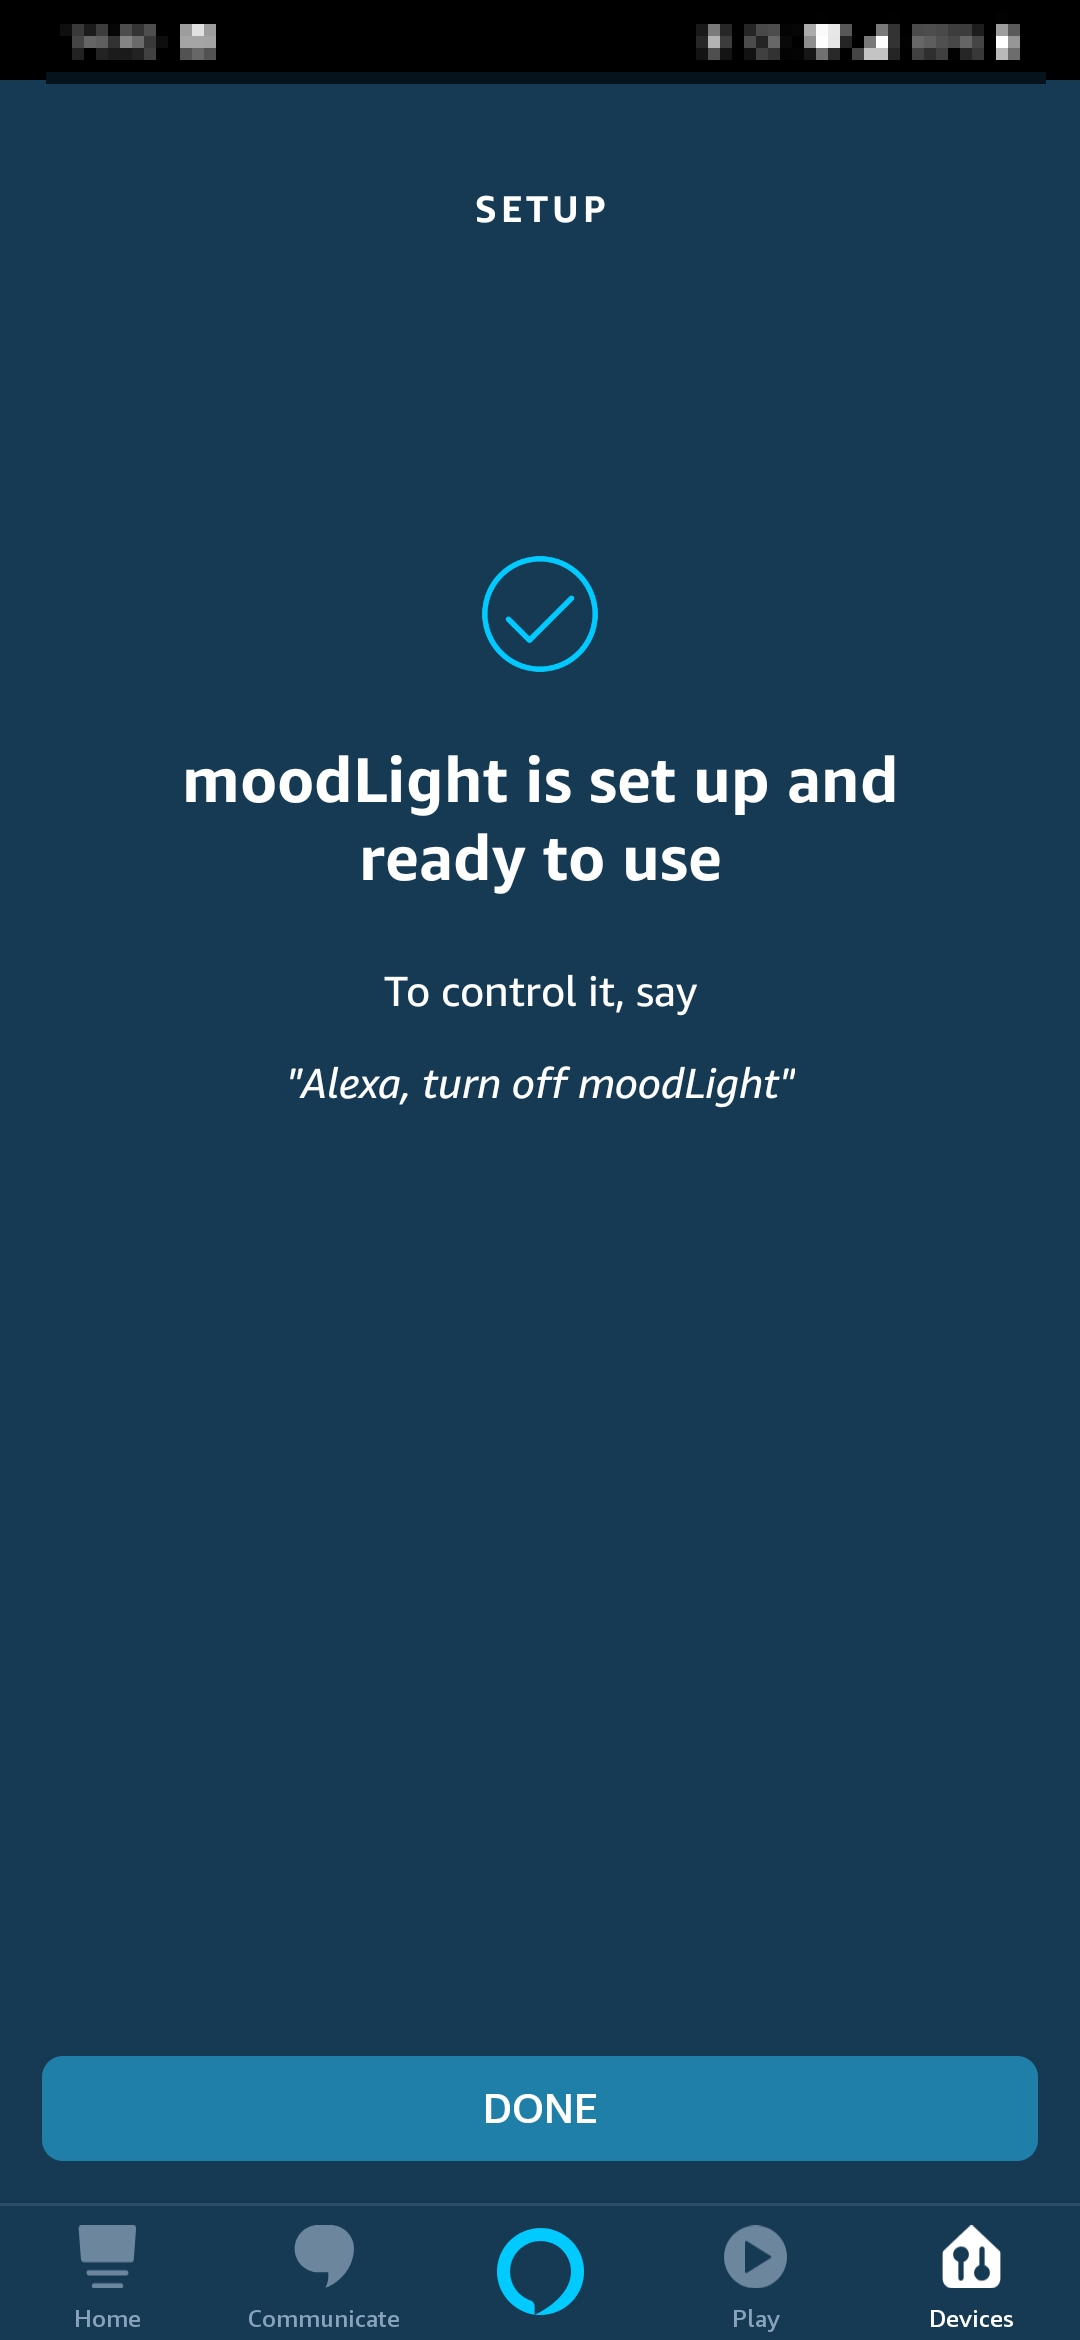 SETUP
moodLight is set up and
ready to use
To control it, say
"Alexa, turn off moodLight"
DONE
Home
Communicate
Play
Devices